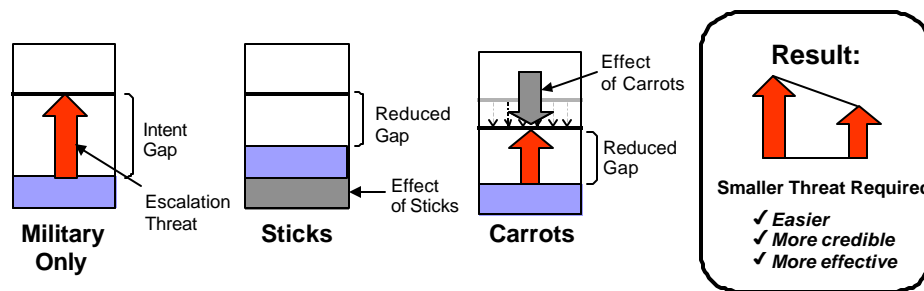 Intent
Gap
Escalation
Threat
Military
Only
Reduced
Gap
Effect
of Sticks
Sticks
Effect
of Carrots
Reduced
Gap
Carrots
Result:
Smaller Threat Required
✓ Easier
✓ More credible
✓ More effective